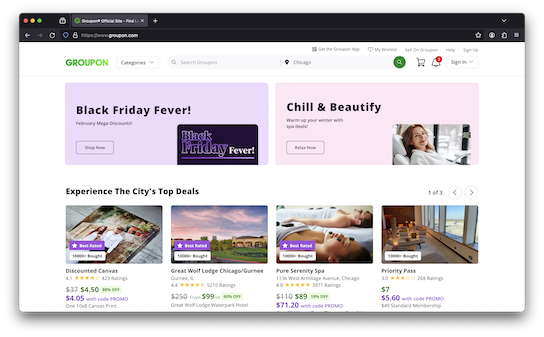 Groupon® Official Site – Find Lo
https://www.groupon.com
Get the Groupon App
My Wishlist
Sell On Groupon
Help
Sign Up
GROUPON
Categories
Search Groupon
Chicago
Sign In
Black Friday Fever!
February Mega Discounts!
Shop Now
Black
Friday Fever!
Chill & Beautify
Warm up your winter with
spa deals!
Relax Now
Experience The City's Top Deals
1 of 3
Best Rated
10000+ Bought
Discounted Canvas
4.1 423 Ratings
$37 $4.50 88% OFF
$4.05 with code PROMO
One 10x8 Canvas Print
Best Rated
10000+ Bought
Great Wolf Lodge Chicago/Gurnee
Gurnee, IL
4.4 5210 Ratings
$250 From $99 60% OFF
Great Wolf Lodge Waterpark Hotel
Best Rated
10000+ Bought
Pure Serenity Spa
1136 West Armitage Avenue, Chicago
4.8 3971 Ratings
$110 $89 19% OFF
$71.20 with code PROMO
10000+ Bought
Priority Pass
3.0 268 Ratings
$7
$5.60 with code PROMO
$49 Standard Membership